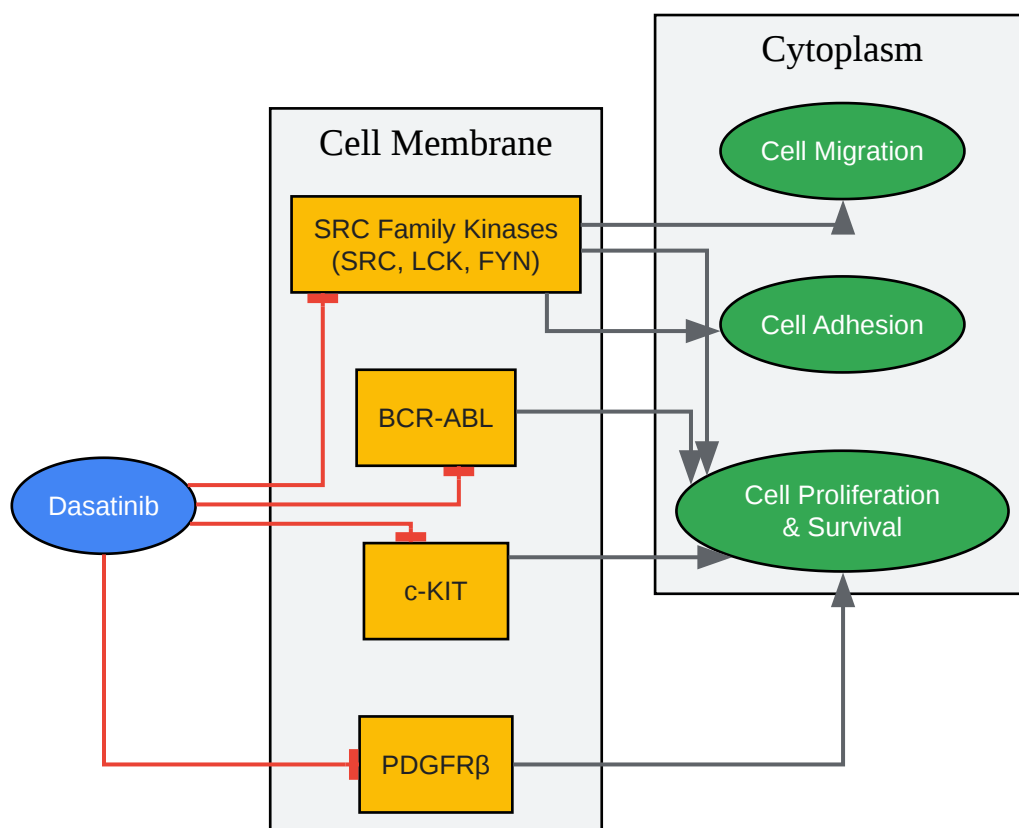 Cytoplasm
Cell Membrane
Cell Migration
SRC Family Kinases
(SRC, LCK, FYN)
Cell Adhesion
BCR-ABL
Dasatinib
Cell Proliferation
& Survival
c-KIT
PDGFRβ